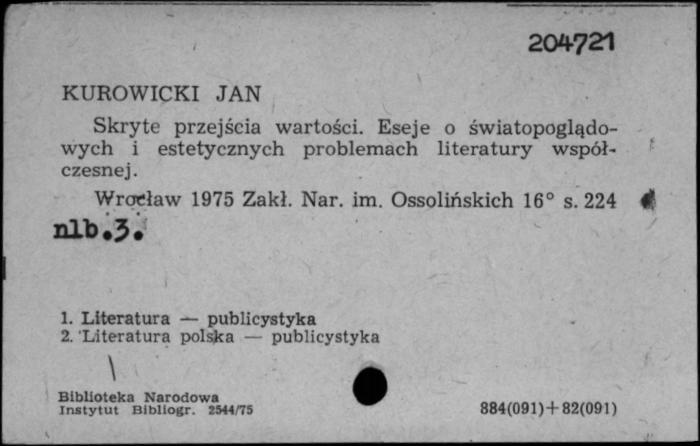 204721
KUROWICKI JAN
Skryte przejścia wartości. Eseje o światopoglądo-
wych i estetycznych problemach literatury współ-
czesnej.
Wrocław 1975 Zakł. Nar. im. Ossolińskich 16° s. 224
nlb.3.
1. Literatura — publicystyka
2. Literatura polska — publicystyka
Biblioteka Narodowa
Instytut Bibliogr. 2544/75
884(091)+82(091)